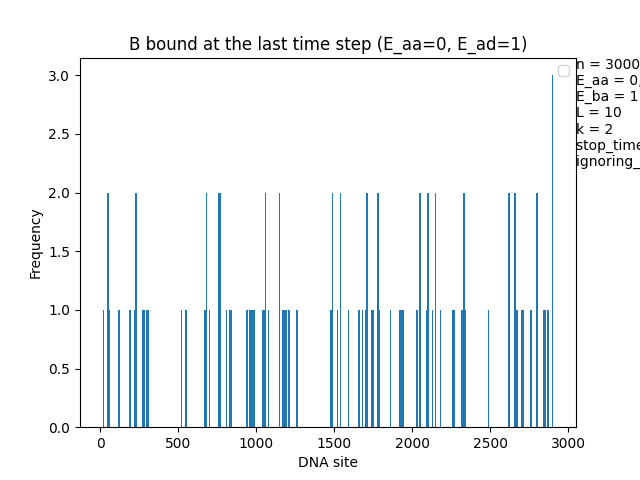 B bound at the last time step (E_aa=0, E_ad=1)
3.0
2.5
2.0
1.5
1.0
0.5
0.0
Frequency
0
500
1000
1500
2000
2500
3000
DNA site
n = 3000
E_aa = 0,
E_ba = 1
L = 10
k = 2
stop_time
ignoring_